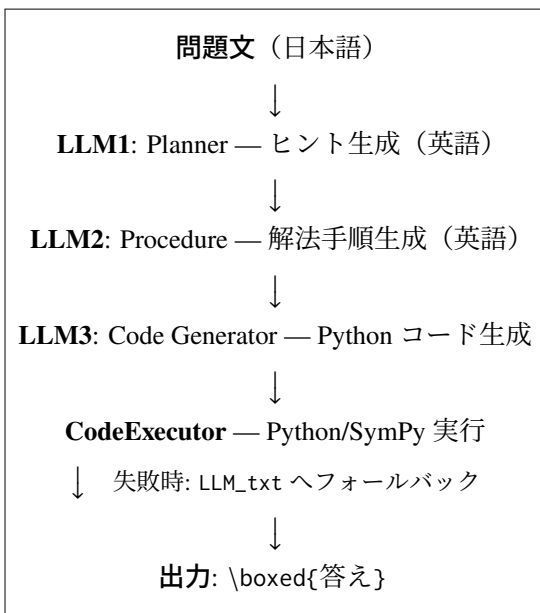 問題文（日本語）
↓
LLM1: Planner — ヒント生成（英語）
↓
LLM2: Procedure — 解法手順生成（英語）
↓
LLM3: Code Generator — Python コード生成
↓
CodeExecutor — Python/SymPy 実行
↓ 失敗時: LLM_txt へフォールバック
↓
出力: \boxed{答え}